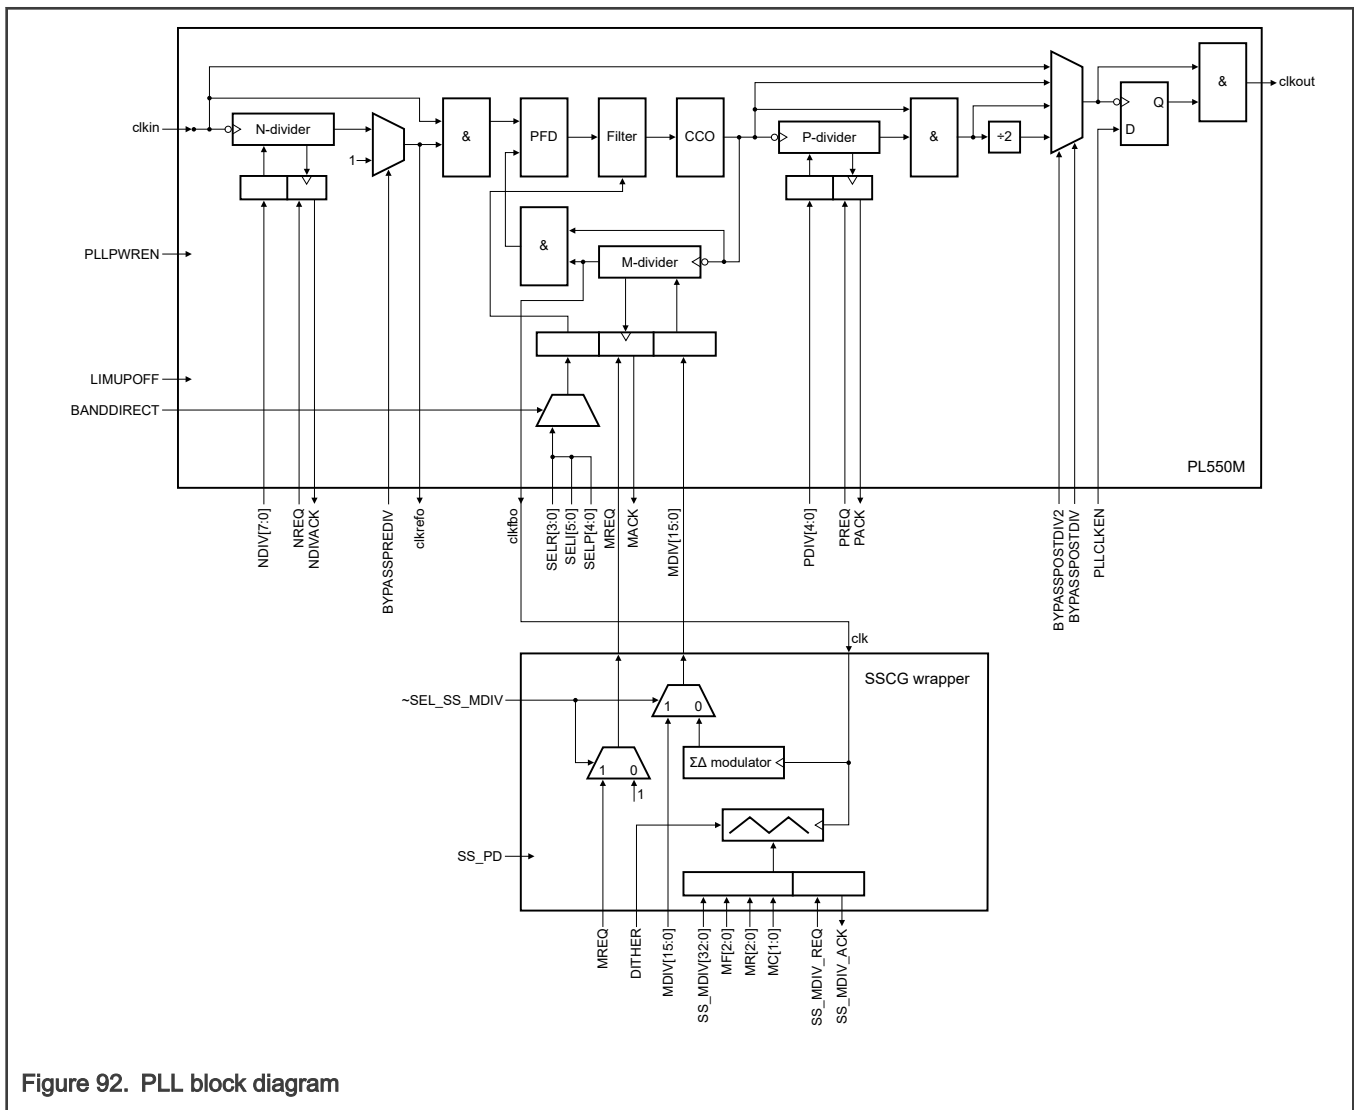 clkin
N-divider
1
&
PFD
Filter
CCO
P-divider
&
÷2
Q
D
&
clkout
PLLPWREN
&
M-divider
LIMUPOFF
BANDDIRECT
PL550M
NDIV[7:0]
NREQ
NDIVACK
BYPASSPREDIV
clkrefo
clkfbo
SELR[3:0]
SELI[5:0]
SELP[4:0]
MREQ
MACK
MDIV[15:0]
PDIV[4:0]
PREQ
PACK
BYPASSPOSTDIV2
BYPASSPOSTDIV
PLLCLKEN
clk
SSCG wrapper
~SEL_SS_MDIV
1 0
1 0
1
ΣΔ modulator
SS_PD
MREQ
DITHER
MDIV[15:0]
SS_MDIV[32:0]
MF[2:0]
MR[2:0]
MC[1:0]
SS_MDIV_REQ
SS_MDIV_ACK
Figure 92. PLL block diagram